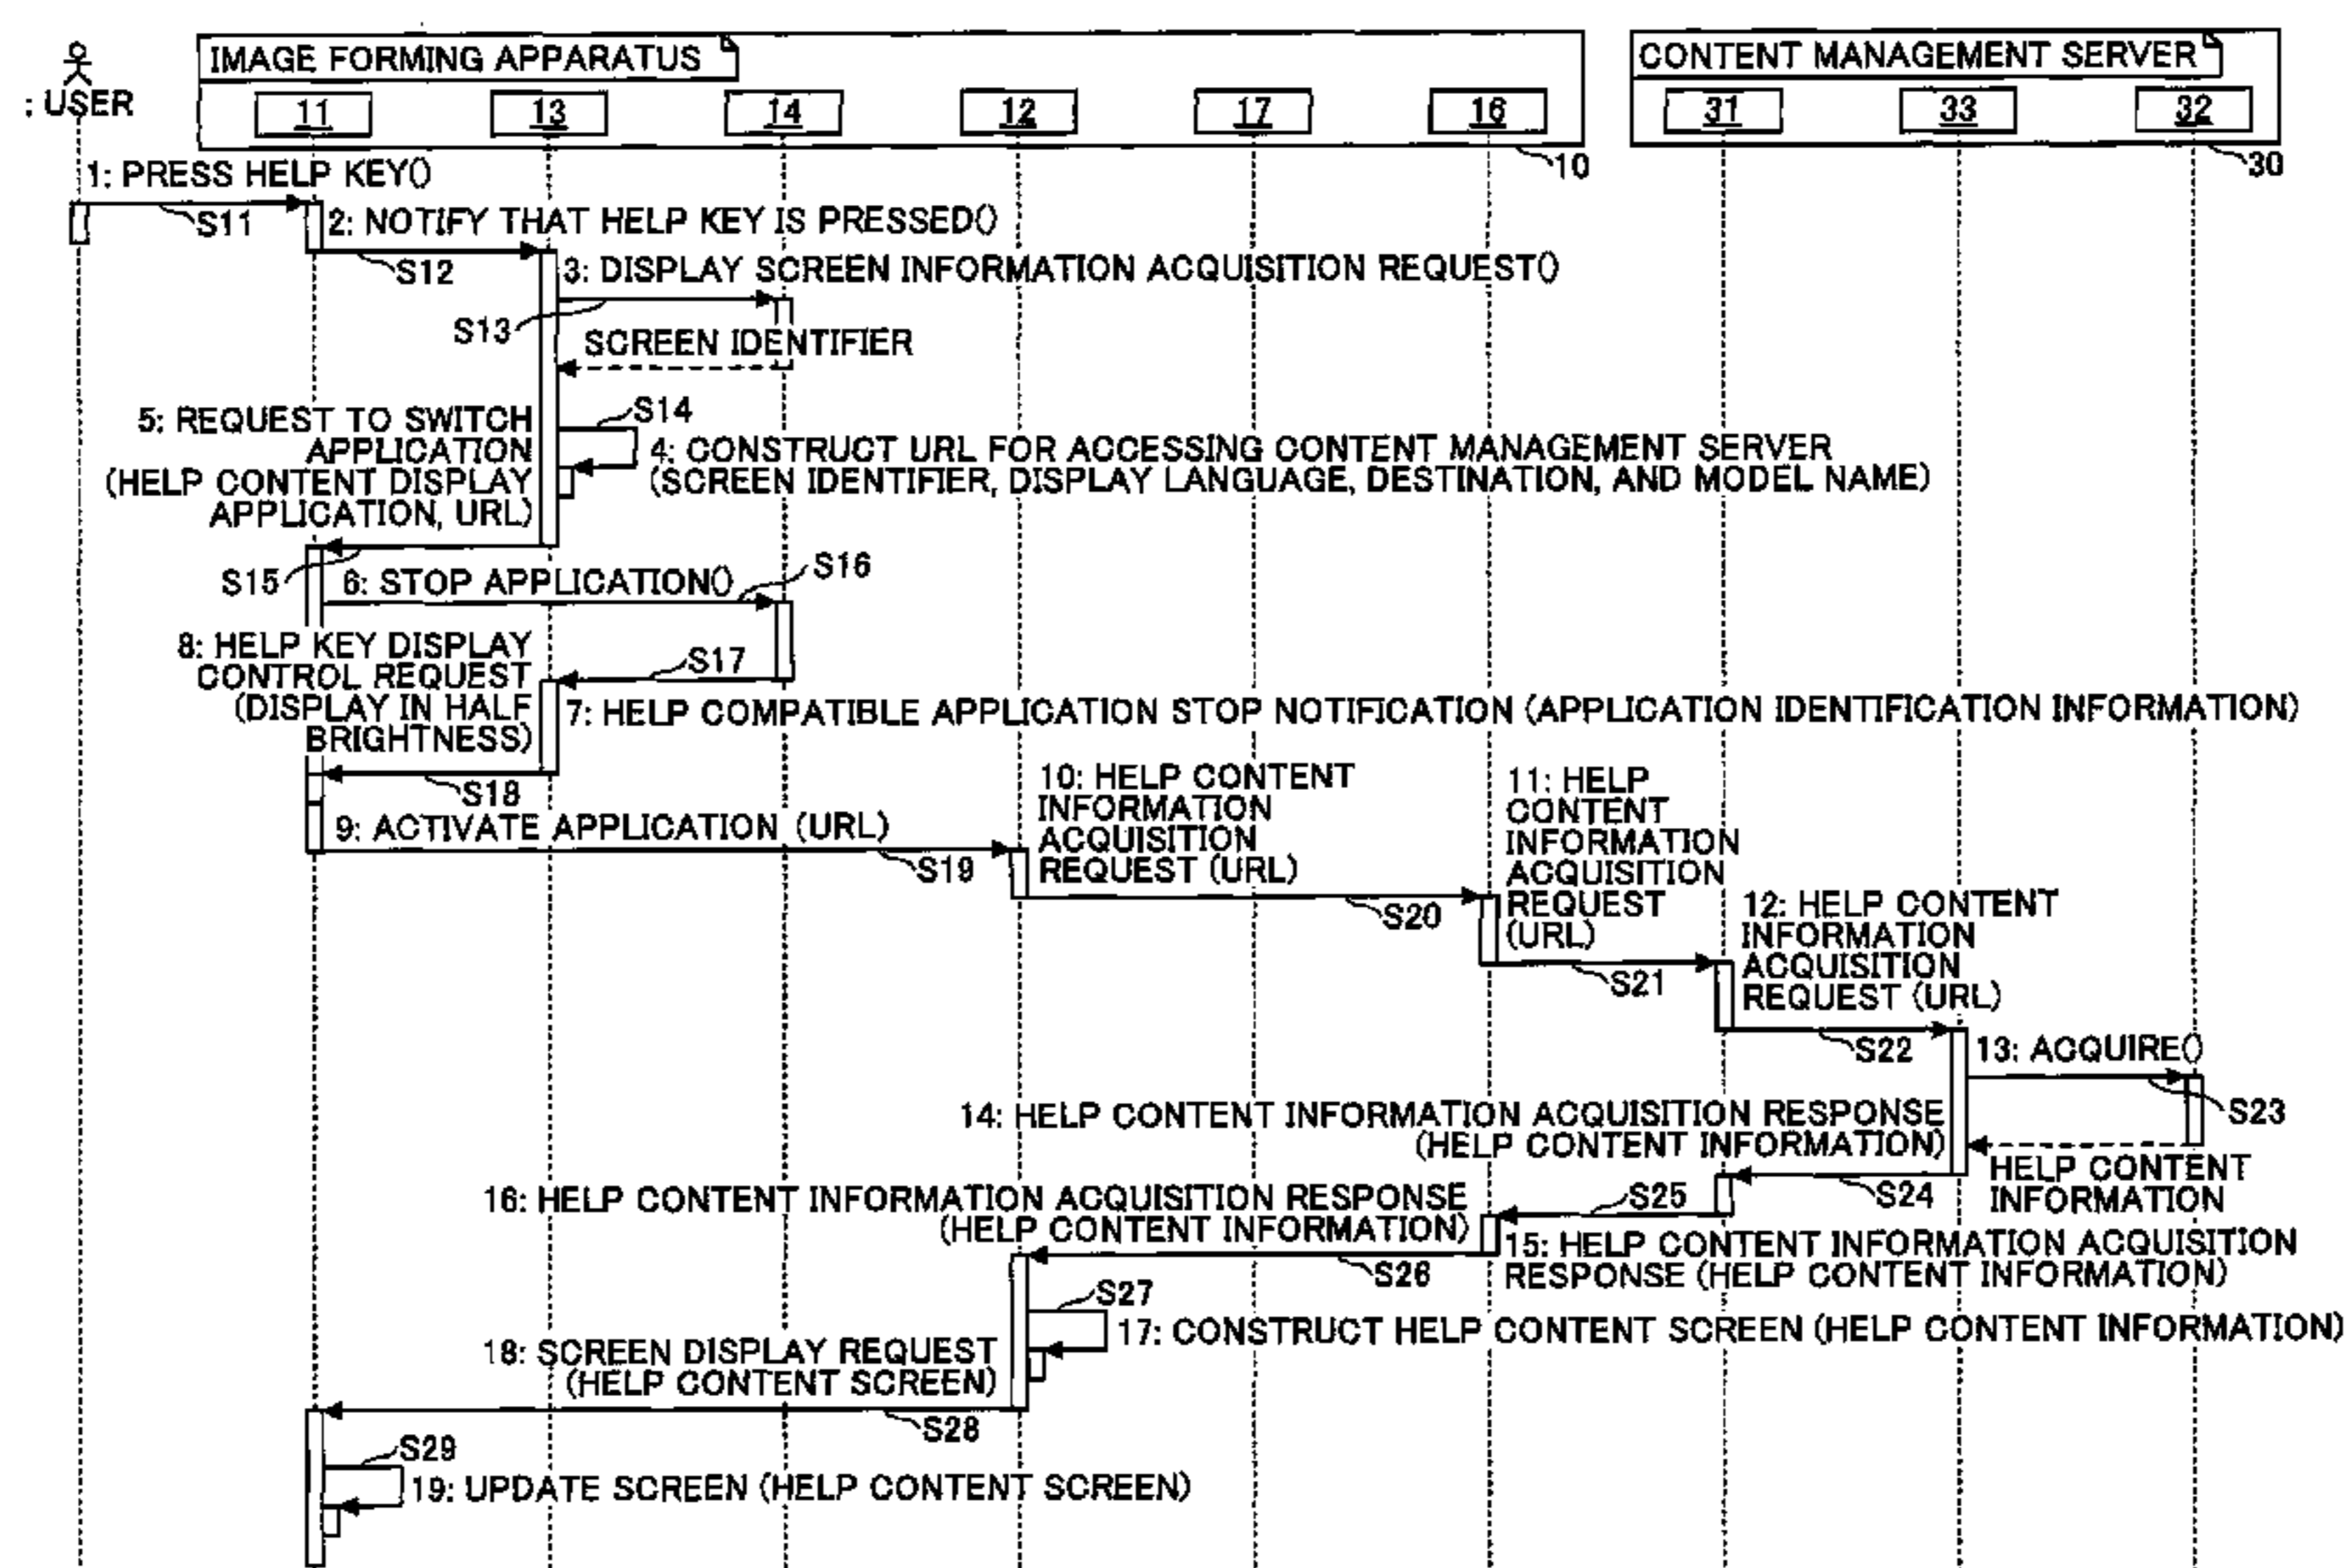 IMAGE FORMING APPARATUS
CONTENT MANAGEMENT SERVER
: USER
11
13
14
12
17
16
31
33
32
10
30
1: PRESS HELP KEY()
S11
2: NOTIFY THAT HELP KEY IS PRESSED()
S12
3: DISPLAY SCREEN INFORMATION ACQUISITION REQUEST()
S13
SCREEN IDENTIFIER
S14
4: CONSTRUCT URL FOR ACCESSING CONTENT MANAGEMENT SERVER
(SCREEN IDENTIFIER, DISPLAY LANGUAGE, DESTINATION, AND MODEL NAME)
5: REQUEST TO SWITCH
APPLICATION
(HELP CONTENT DISPLAY
APPLICATION, URL)
S15
6: STOP APPLICATION()
S16
S17
7: HELP COMPATIBLE APPLICATION STOP NOTIFICATION (APPLICATION IDENTIFICATION INFORMATION)
8: HELP KEY DISPLAY
CONTROL REQUEST
(DISPLAY IN HALF
BRIGHTNESS)
S18
9: ACTIVATE APPLICATION (URL)
S19
10: HELP CONTENT
INFORMATION
ACQUISITION
REQUEST (URL)
S20
11: HELP
CONTENT
INFORMATION
ACQUISITION
REQUEST
(URL)
S21
12: HELP CONTENT
INFORMATION
ACQUISITION
REQUEST (URL)
S22
13: ACQUIRE()
S23
HELP CONTENT
INFORMATION
14: HELP CONTENT INFORMATION ACQUISITION RESPONSE
(HELP CONTENT INFORMATION)
S24
S25
15: HELP CONTENT INFORMATION ACQUISITION
RESPONSE (HELP CONTENT INFORMATION)
16: HELP CONTENT INFORMATION ACQUISITION RESPONSE
(HELP CONTENT INFORMATION)
S26
S27
17: CONSTRUCT HELP CONTENT SCREEN (HELP CONTENT INFORMATION)
18: SCREEN DISPLAY REQUEST
(HELP CONTENT SCREEN)
S28
S29
19: UPDATE SCREEN (HELP CONTENT SCREEN)